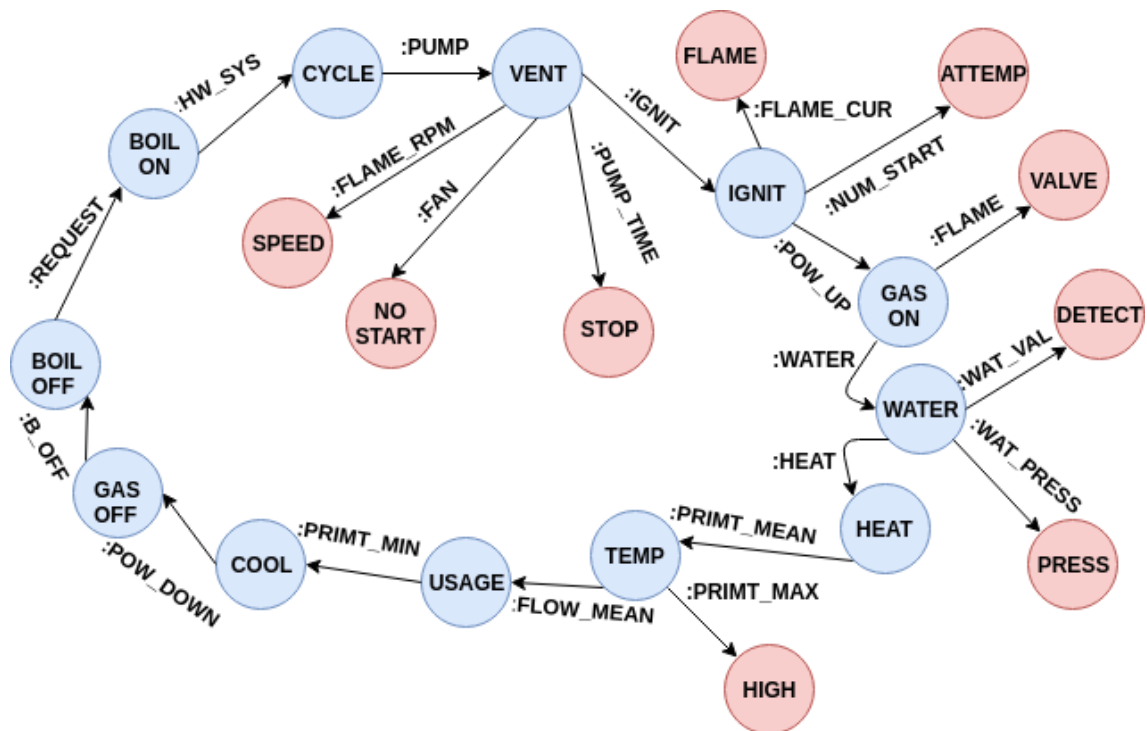 :PUMP
FLAME
:HW_SYS
CYCLE
VENT
ATTEMP
:IGNIT
:FLAME_CUR
BOIL
ON
:FLAME_RPM
:NUM_START
IGNIT
VALVE
:FAN
:PUMP_TIME
:FLAME
:REQUEST
SPEED
:POW_UP
GAS
ON
NO
START
STOP
DETECT
:WATER
:WAT_VAL
BOIL
OFF
WATER
:B_OFF
:HEAT
:WAT_PRESS
GAS
OFF
:PRIMT_MEAN
HEAT
:PRIMT_MIN
TEMP
COOL
USAGE
PRESS
:POW_DOWN
:FLOW_MEAN
:PRIMT_MAX
HIGH